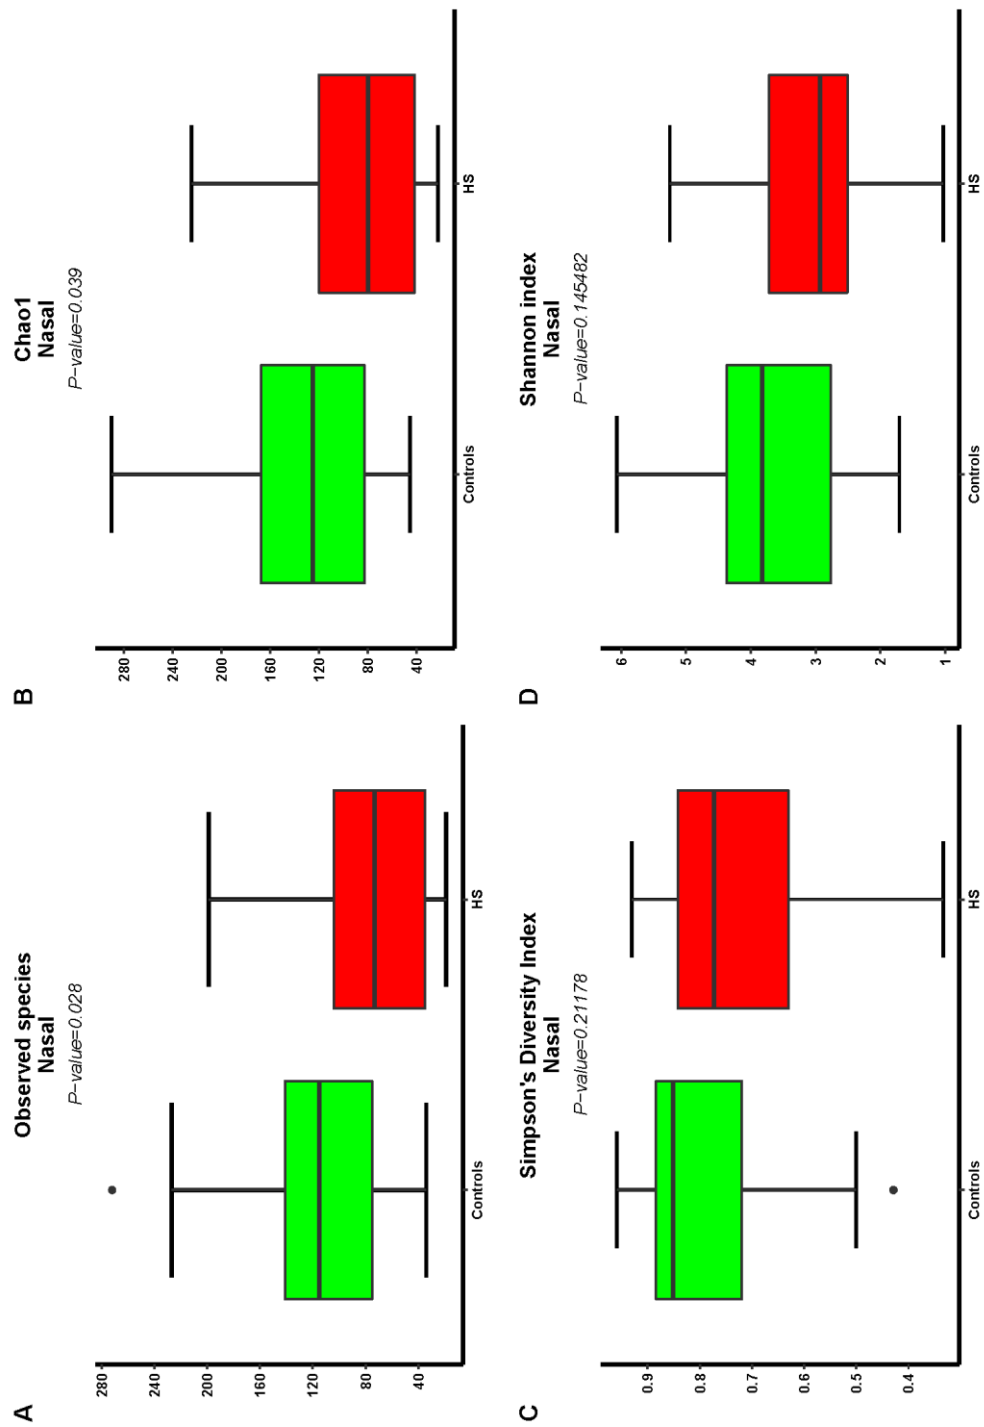 A
Observed species
Nasal
P-value=0.028
280
240
200
160
120
80
40
Controls
HS
B
Chao1
Nasal
P-value=0.039
280
240
200
160
120
80
40
Controls
HS
C
Simpson's Diversity Index
Nasal
P-value=0.21178
0.9
0.8
0.7
0.6
0.5
0.4
Controls
HS
D
Shannon index
Nasal
P-value=0.145482
6
5
4
3
2
1
Controls
HS